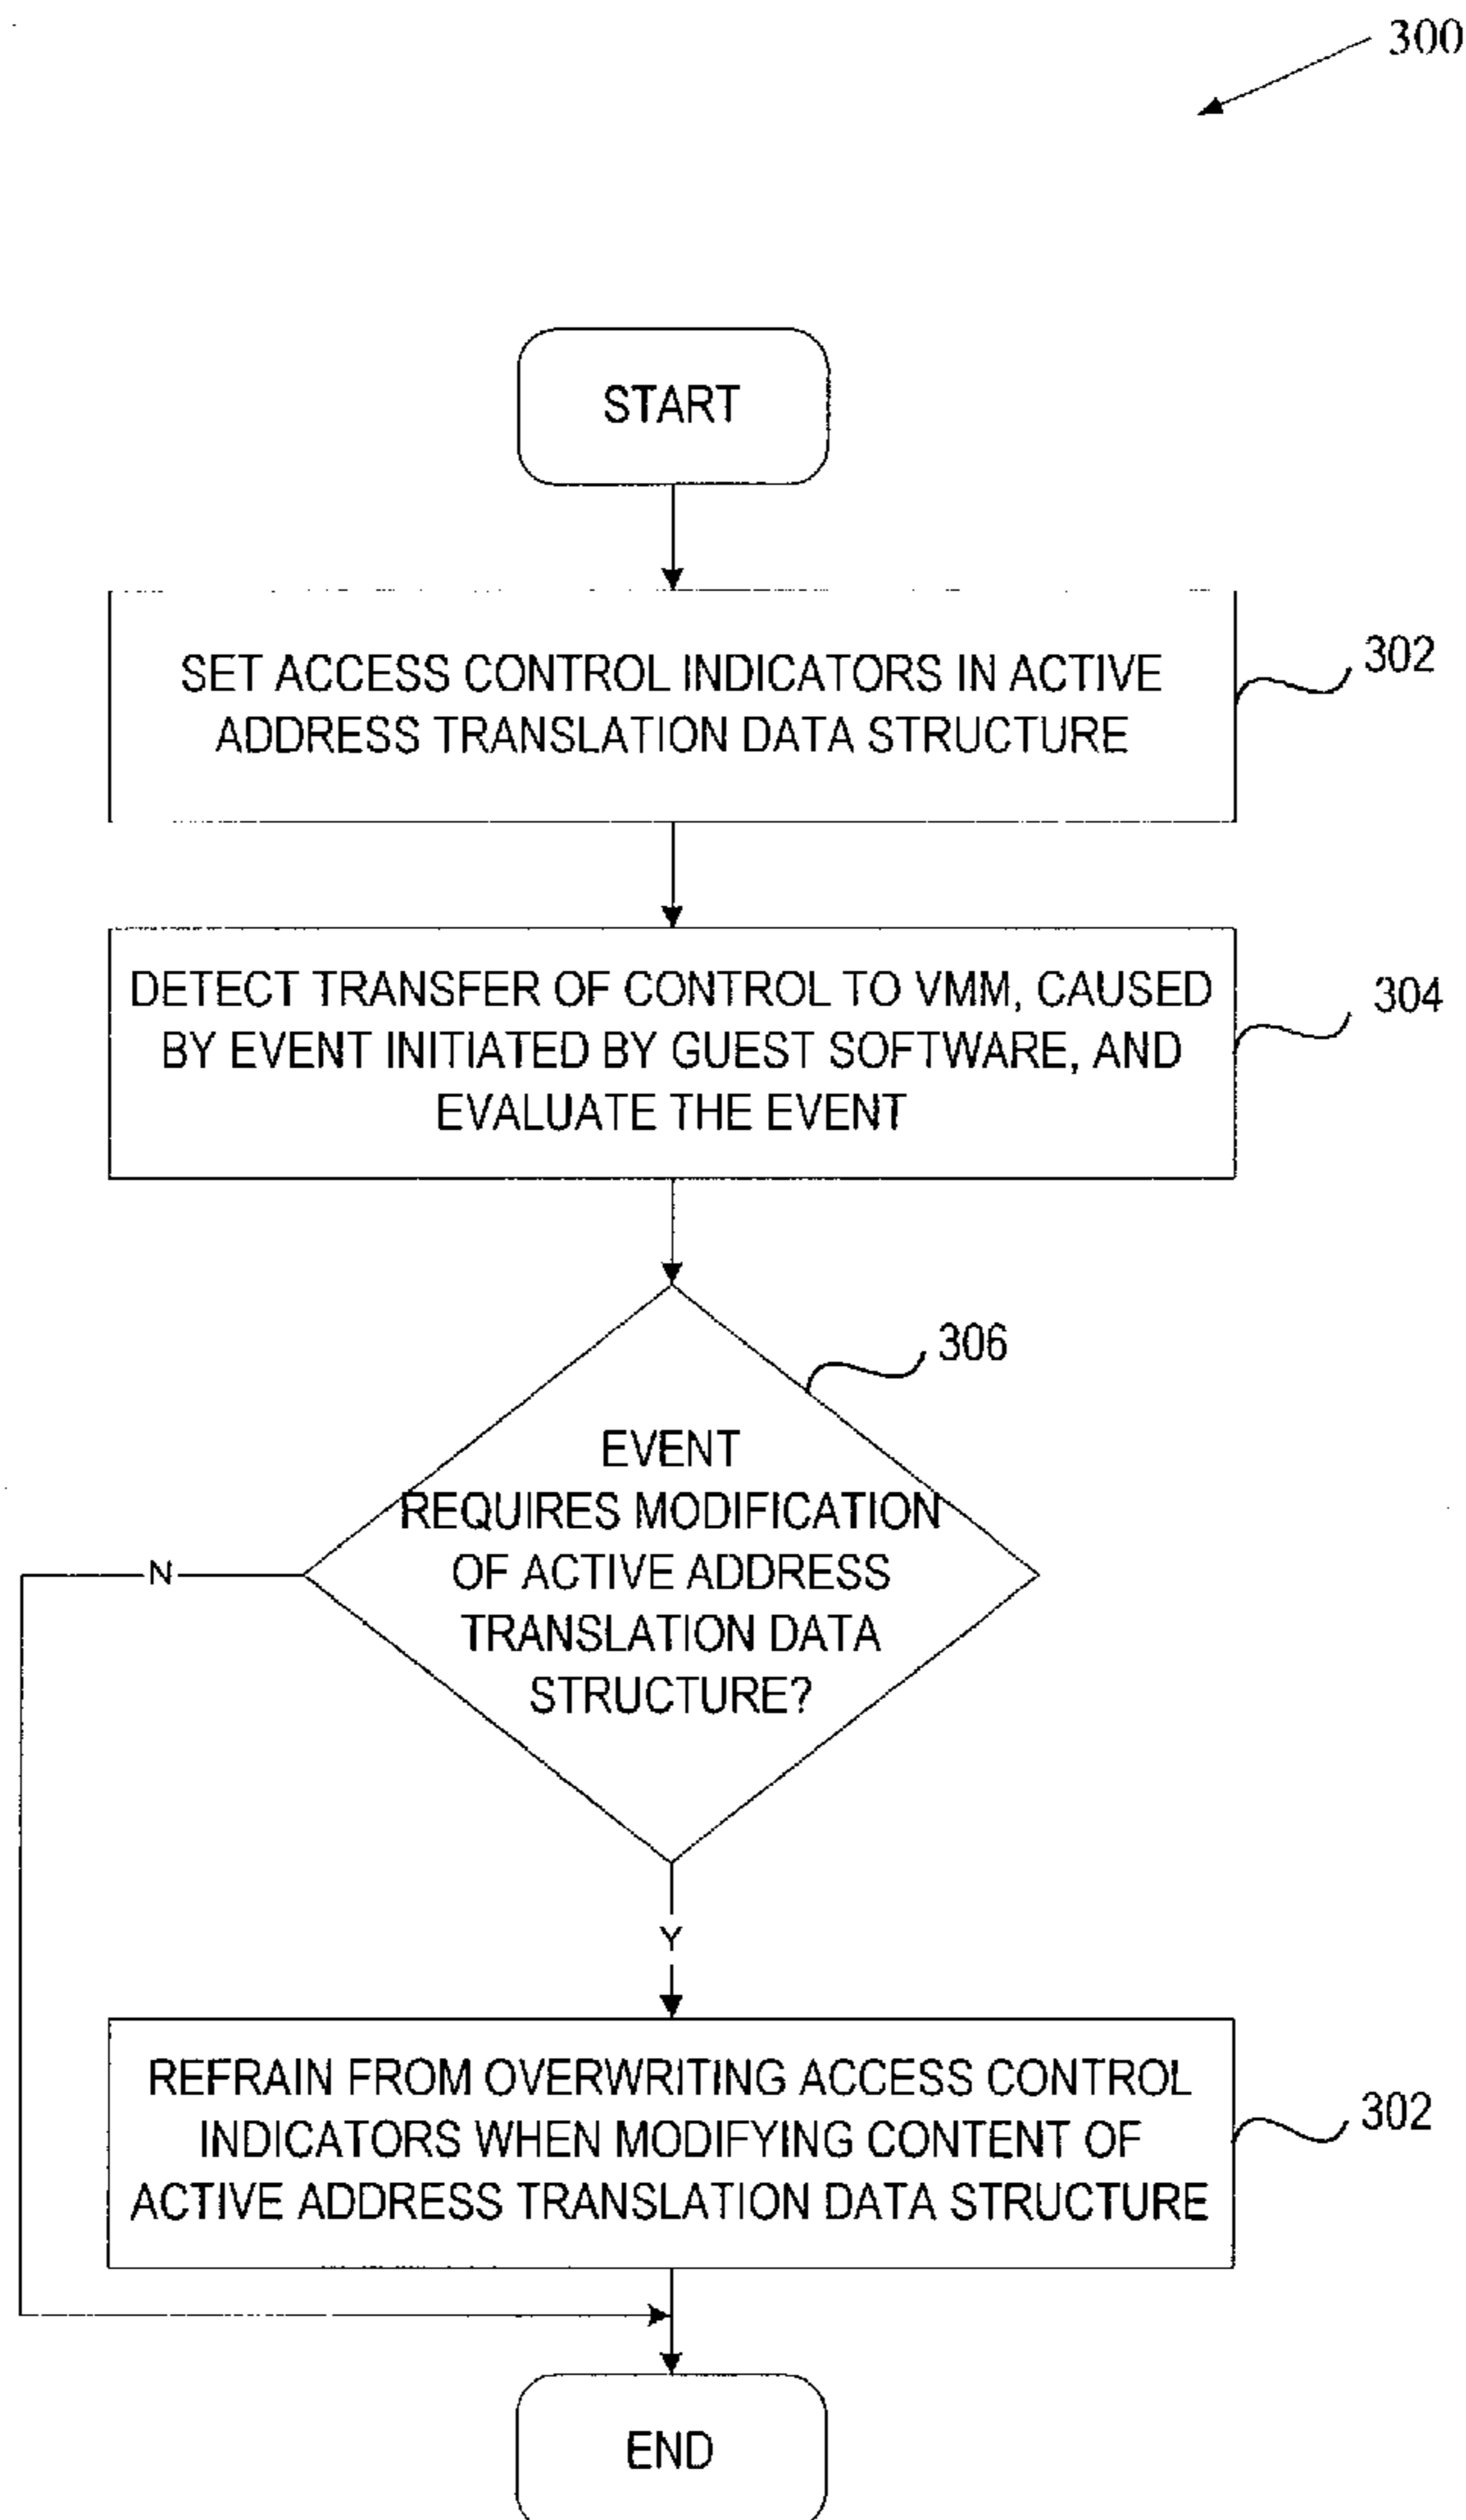 300
START
SET ACCESS CONTROL INDICATORS IN ACTIVE
ADDRESS TRANSLATION DATA STRUCTURE
302
DETECT TRANSFER OF CONTROL TO VMM, CAUSED
BY EVENT INITIATED BY GUEST SOFTWARE, AND
EVALUATE THE EVENT
304
306
EVENT
REQUIRES MODIFICATION
OF ACTIVE ADDRESS
TRANSLATION DATA
STRUCTURE?
N
Y
REFRAIN FROM OVERWRITING ACCESS CONTROL
INDICATORS WHEN MODIFYING CONTENT OF
ACTIVE ADDRESS TRANSLATION DATA STRUCTURE
302
END